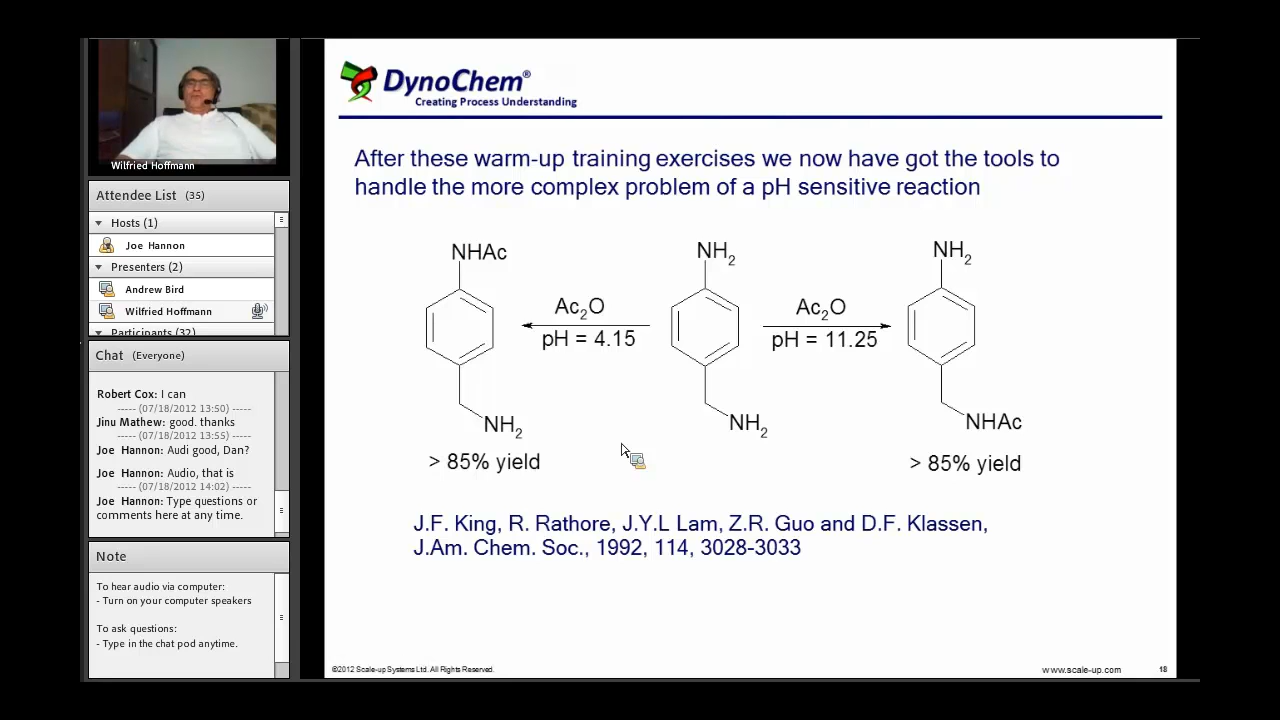 Wilfried Hoffmann
Attendee List (35)
Hosts (1)
Joe Hannon
Presenters (2)
Andrew Bird
Wilfried Hoffmann
Participants (32)
Chat (Everyone)
Robert Cox: I can
----- (07/18/2012 13:50) -----
Jinu Mathew: good. thanks
----- (07/18/2012 13:55) -----
Joe Hannon: Audi good, Dan?
Joe Hannon: Audio, that is
----- (07/18/2012 14:02) -----
Joe Hannon: Type questions or
comments here at any time.
Note
To hear audio via computer:
- Turn on your computer speakers
To ask questions:
- Type in the chat pod anytime.
DynoChem®
Creating Process Understanding
After these warm-up training exercises we now have got the tools to
handle the more complex problem of a pH sensitive reaction
NHAc
NH2
NH2
Ac2O
pH = 4.15
Ac2O
pH = 11.25
NH2
NH2
NHAc
> 85% yield
> 85% yield
J.F. King, R. Rathore, J.Y.L Lam, Z.R. Guo and D.F. Klassen,
J.Am. Chem. Soc., 1992, 114, 3028-3033
©2012 Scale-up Systems Ltd. All Rights Reserved.
www.scale-up.com
18